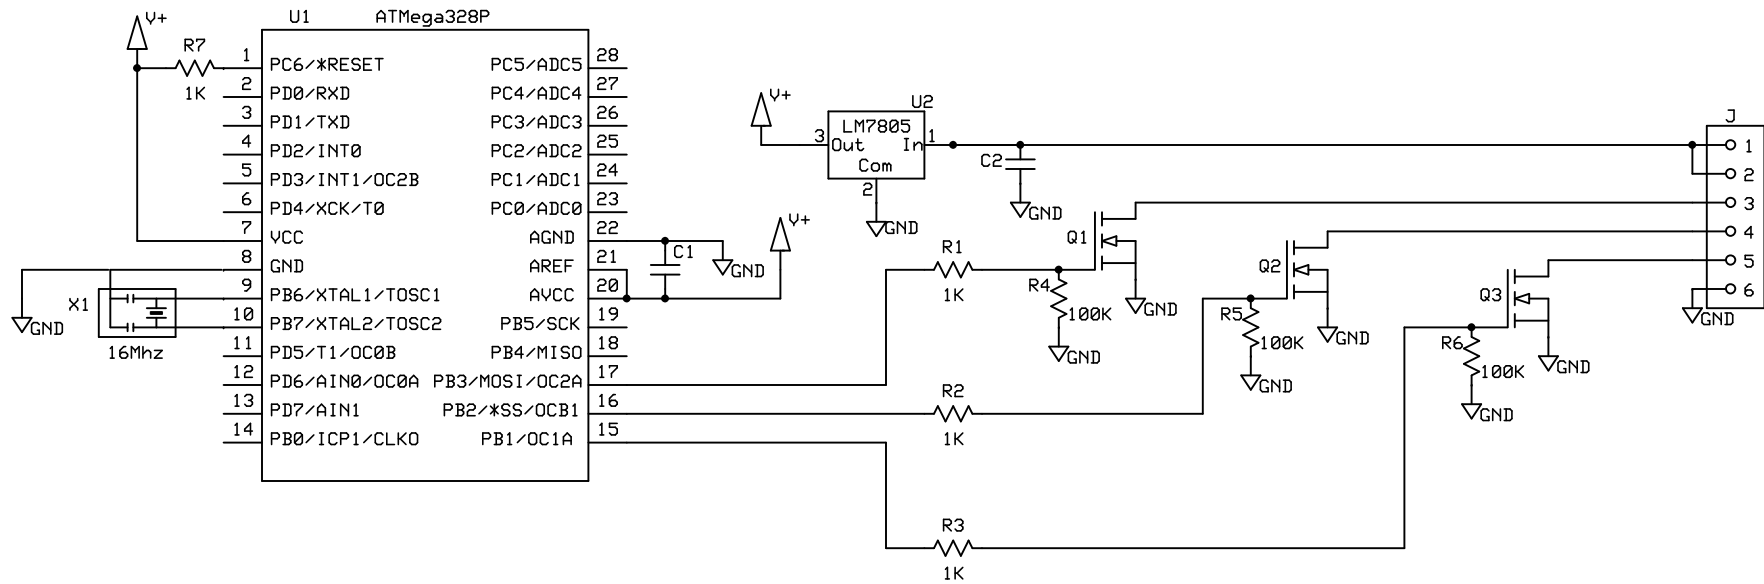 V+
U1 ATMega328P
R7
1K
1 PC6/*RESET PC5/ADC5 28
2 PD0/RXD PC4/ADC4 27
3 PD1/TXD PC3/ADC3 26
4 PD2/INT0 PC2/ADC2 25
5 PD3/INT1/OC2B PC1/ADC1 24
6 PD4/XCK/T0 PC0/ADC0 23
7 VCC AGND 22
8 GND AREF 21
9 PB6/XTAL1/TOSC1 AVCC 20
10 PB7/XTAL2/TOSC2 PB5/SCK 19
11 PD5/T1/OC0B PB4/MISO 18
12 PD6/AIN0/OC0A PB3/MOSI/OC2A 17
13 PD7/AIN1 PB2/*SS/OCB1 16
14 PB0/ICP1/CLKO PB1/OC1A 15
X1
GND
16Mhz
C1
GND
V+
V+
U2
LM7805
3 Out In 1
Com
2
GND
C2
GND
R1
1K
R2
1K
R3
1K
Q1
R4
100K
GND
GND
Q2
R5
100K
GND
GND
Q3
R6
100K
GND
GND
J
1
2
3
4
5
6
GND